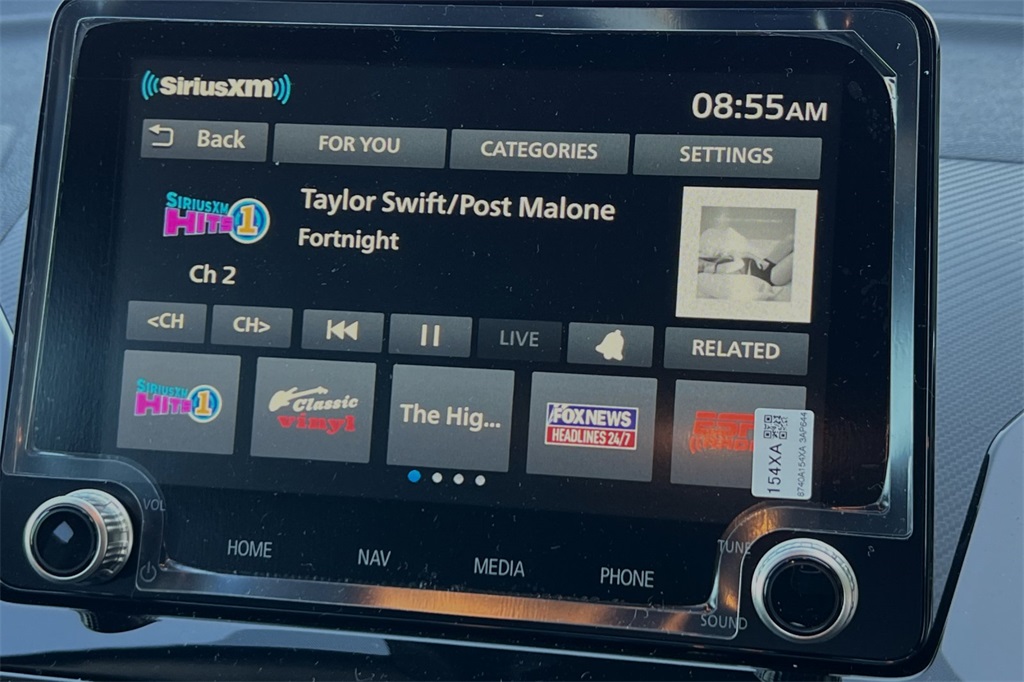 SiriusXM
08:55AM
Back
FOR YOU
CATEGORIES
SETTINGS
SIRIUSXM
HITS 1
Taylor Swift/Post Malone
Fortnight
Ch 2
<CH
CH>
LIVE
RELATED
SIRIUSXM
HITS 1
Classic
vinyl
The Hig...
FOX NEWS
HEADLINES 24/7
154XA
8740A154XA 3AP644
VOL
HOME
NAV
MEDIA
PHONE
TUNE
SOUND